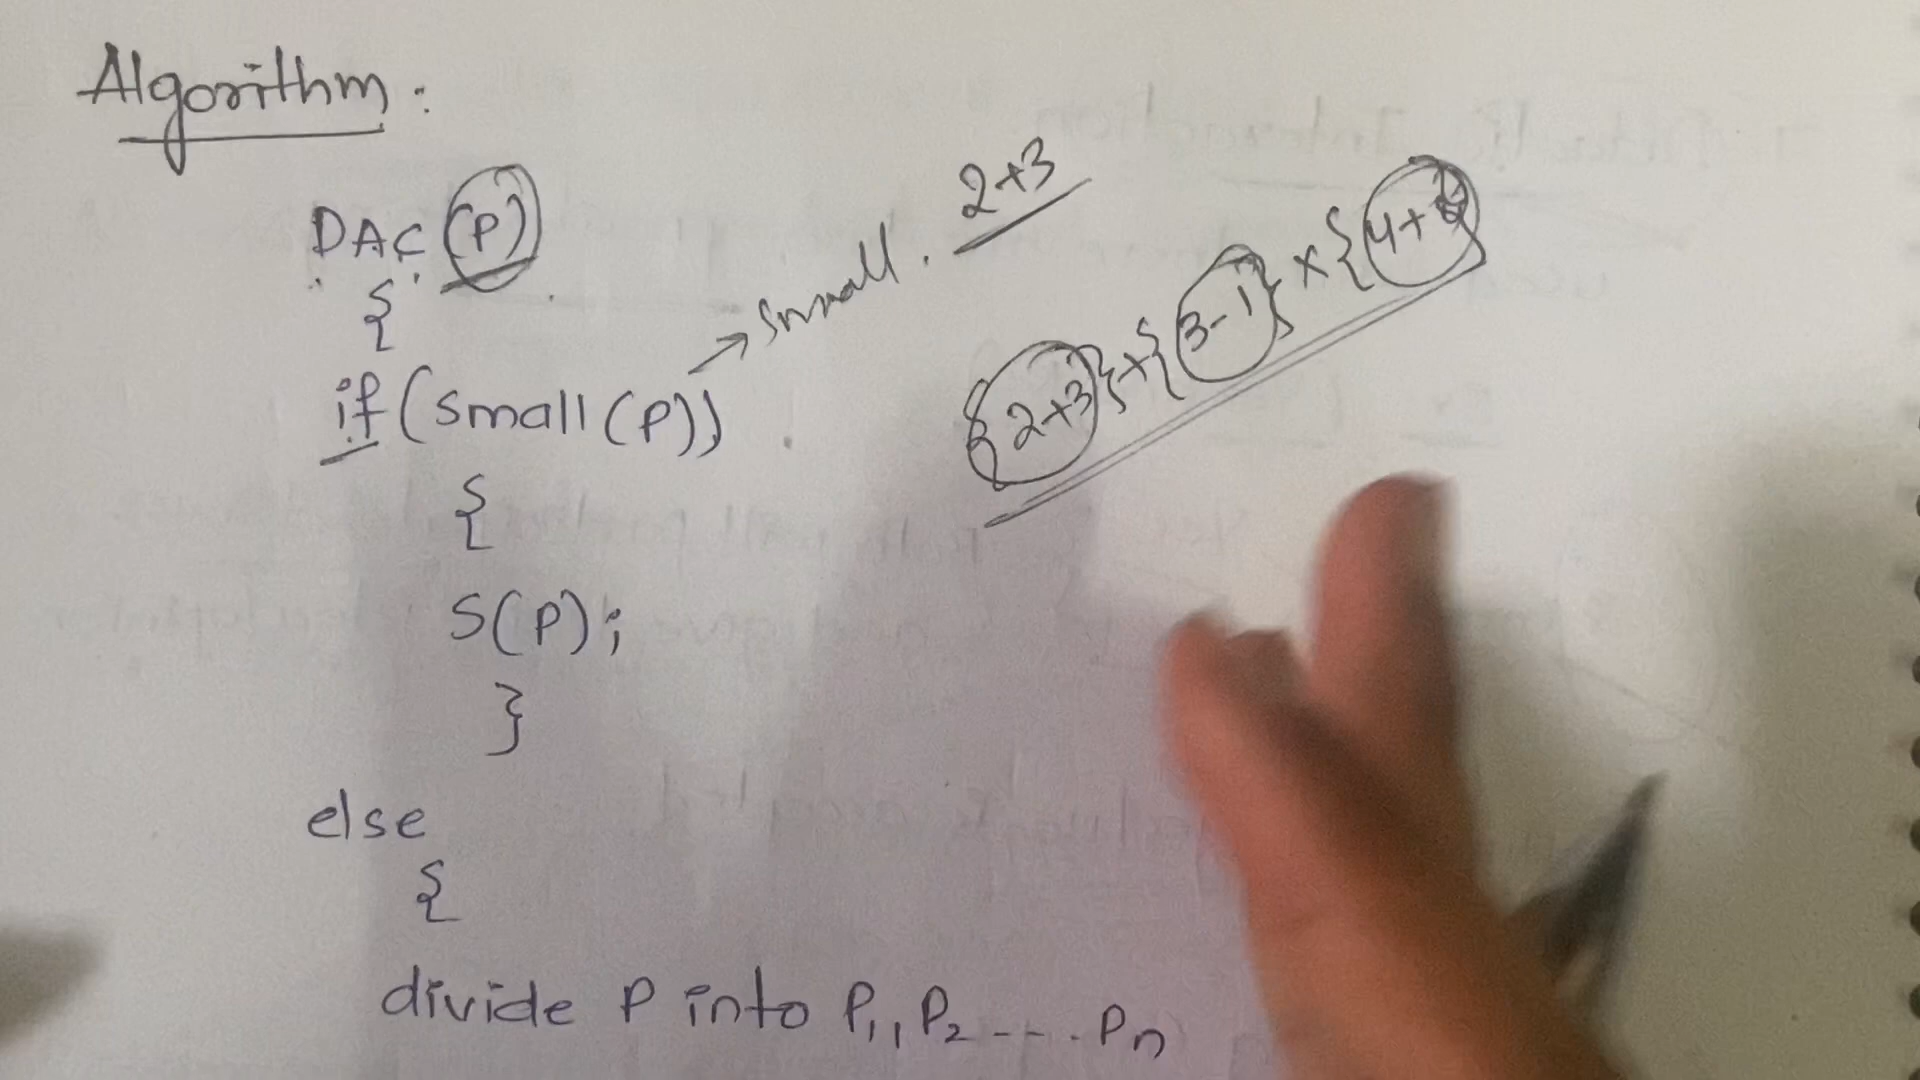 Algorithm:
DAC (P)
{
if (small (P))
→ small.
2+3
{2+3}+{3-1}x{4+
{
S(P);
}
else
{
divide P into P1, P2 ---. Pn